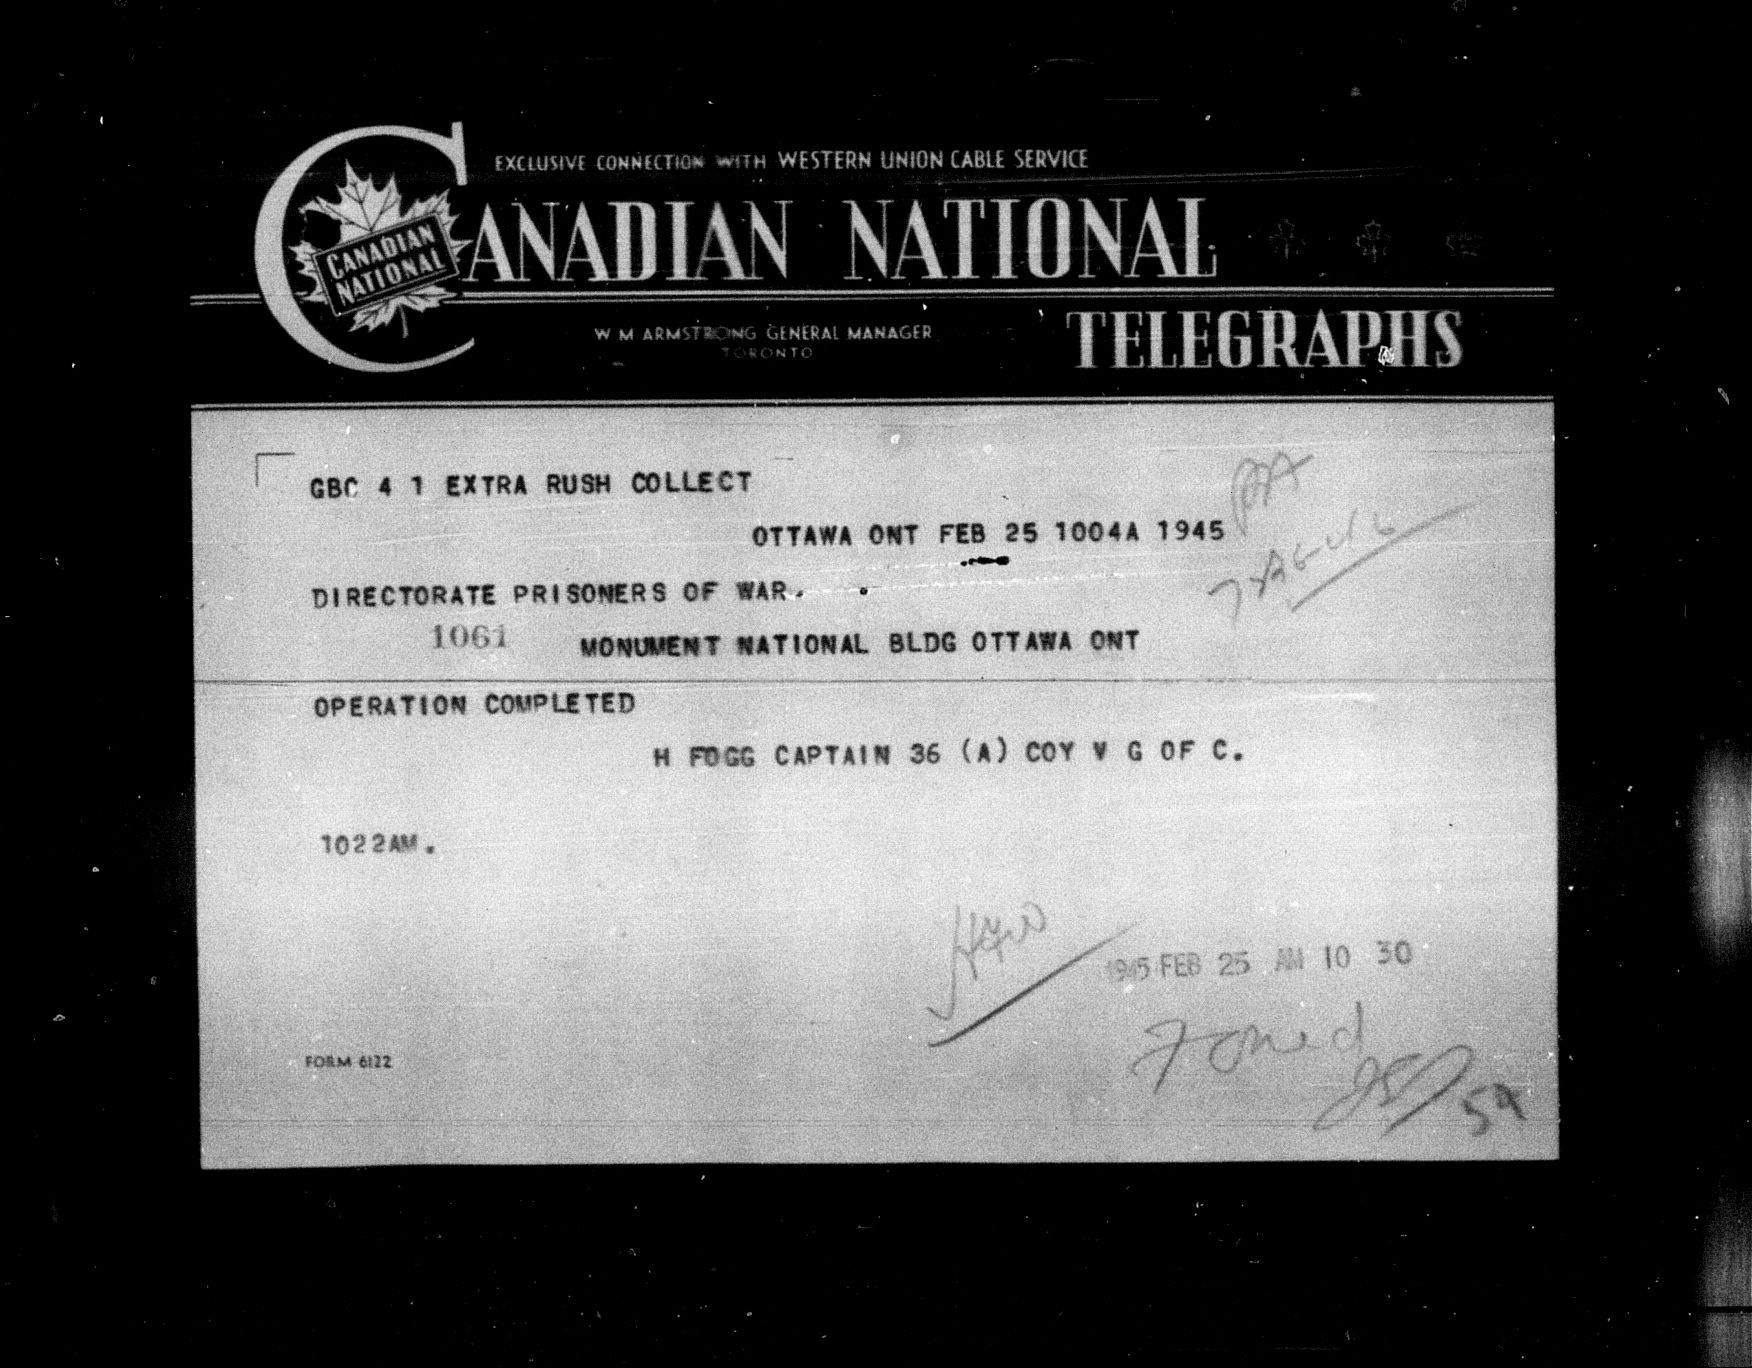 EXCLUSIVE CONNECTION WITH WESTERN UNION CABLE SERVICE
CANADIAN NATIONAL
CANADIAN NATIONAL
TELEGRAPHS
W M ARMSTRONG GENERAL MANAGER
TORONTO
GBC 4 1 EXTRA RUSH COLLECT
OTTAWA ONT FEB 25 1004A 1945
DIRECTORATE PRISONERS OF WAR.
1061 MONUMENT NATIONAL BLDG OTTAWA ONT
OPERATION COMPLETED
H FOGG CAPTAIN 36 (A) COY V G OF C.
1022AM.
1945 FEB 25 AM 10 30
Foned
FORM 6122